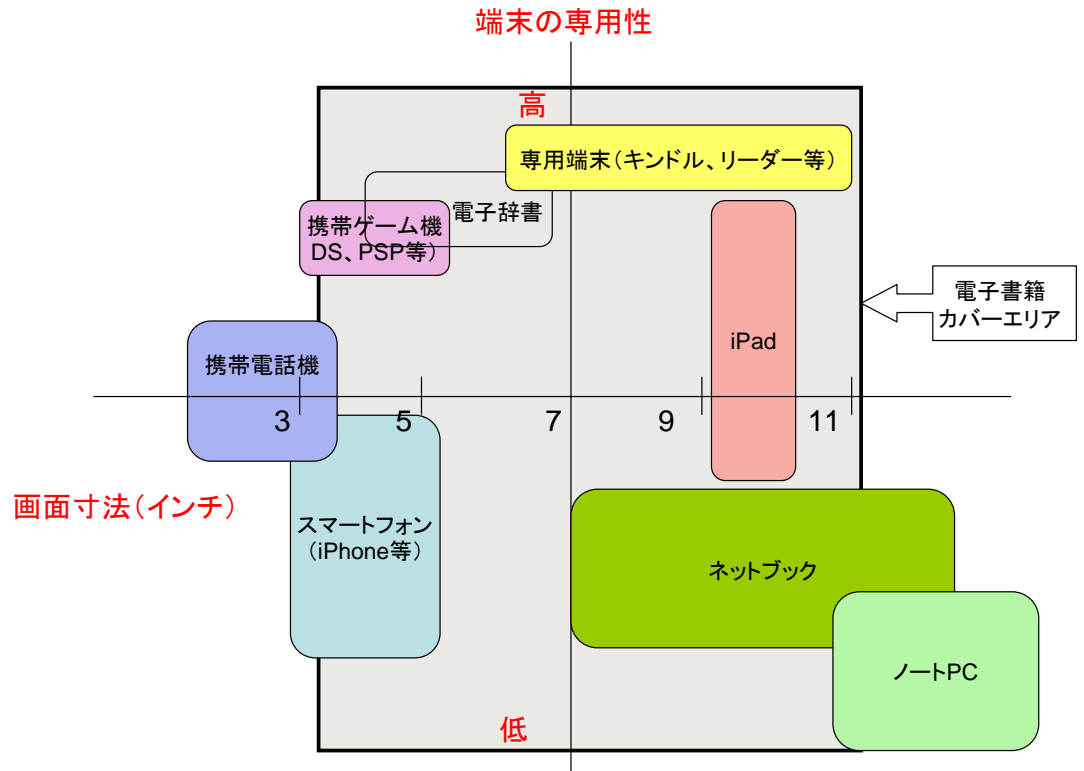 端末の専用性
高
専用端末(キンドル、リーダー等)
電子辞書
携帯ゲーム機
DS、PSP等)
電子書籍
カバーエリア
iPad
携帯電話機
3
5
7
9
11
画面寸法(インチ)
スマートフォン
(iPhone等)
ネットブック
ノートPC
低